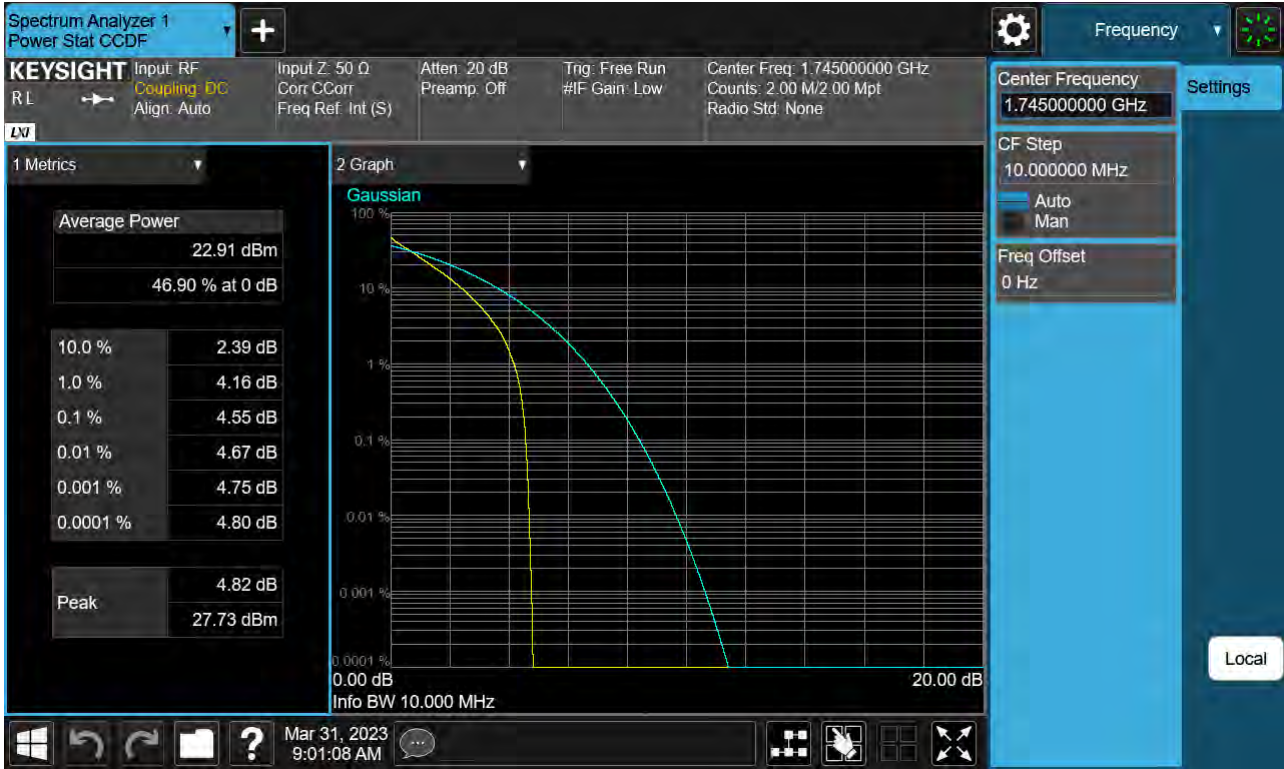 Spectrum Analyzer 1
Power Stat CCDF
Frequency
KEYSIGHT
RL
LXI
Input: RF
Coupling: DC
Align: Auto
Input Z: 50 Ω
Corr CCorr
Freq Ref: Int (S)
Atten: 20 dB
Preamp: Off
Trig: Free Run
#IF Gain: Low
Center Freq: 1.745000000 GHz
Counts: 2.00 M/2.00 Mpt
Radio Std: None
1 Metrics
Average Power
22.91 dBm
46.90 % at 0 dB
10.0 % 2.39 dB
1.0 % 4.16 dB
0.1 % 4.55 dB
0.01 % 4.67 dB
0.001 % 4.75 dB
0.0001 % 4.80 dB
Peak
4.82 dB
27.73 dBm
2 Graph
Gaussian
100 %
10 %
1 %
0.1 %
0.01 %
0.001 %
0.0001 %
0.00 dB 20.00 dB
Info BW 10.000 MHz
Center Frequency
1.745000000 GHz
Settings
CF Step
10.000000 MHz
Auto
Man
Freq Offset
0 Hz
Local
?
Mar 31, 2023
9:01:08 AM